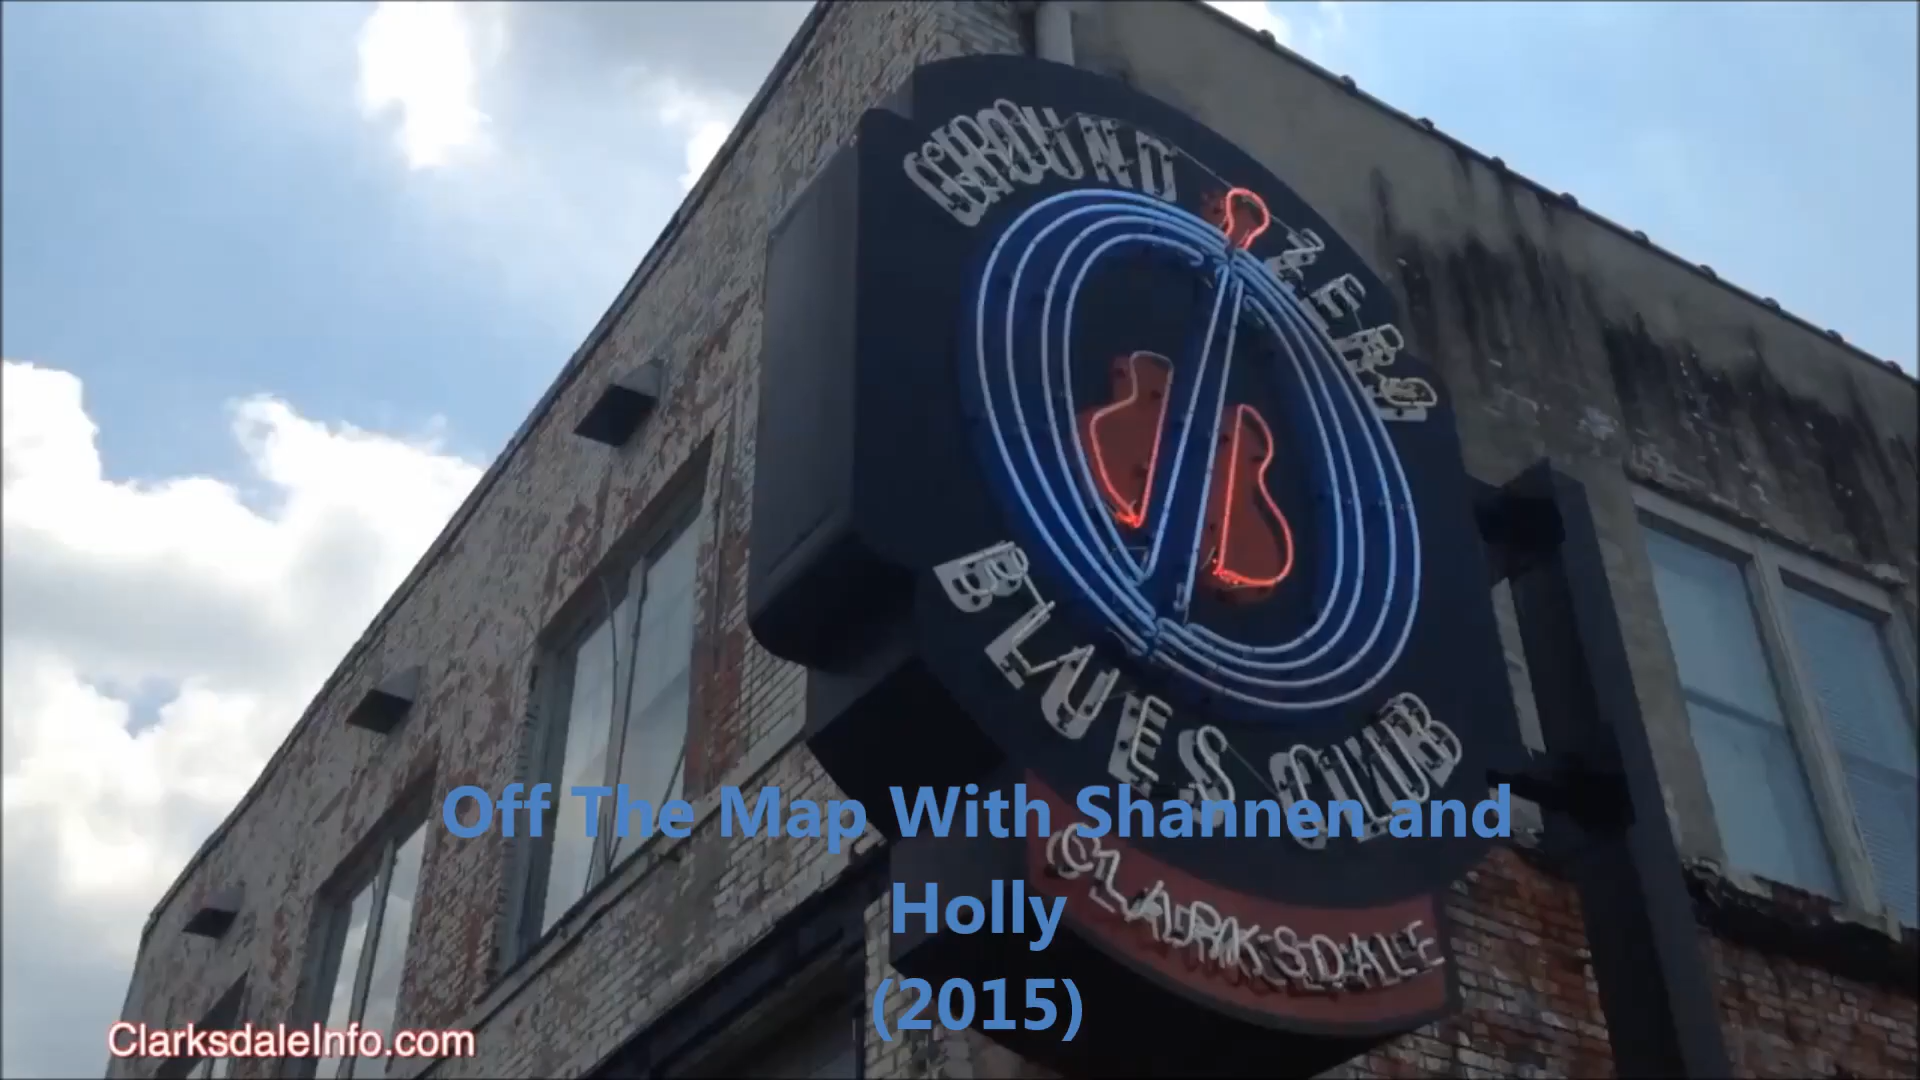 GROUND ZERO
BLUES CLUB
CLARKSDALE
Off The Map With Shannen and
Holly
(2015)
ClarksdaleInfo.com